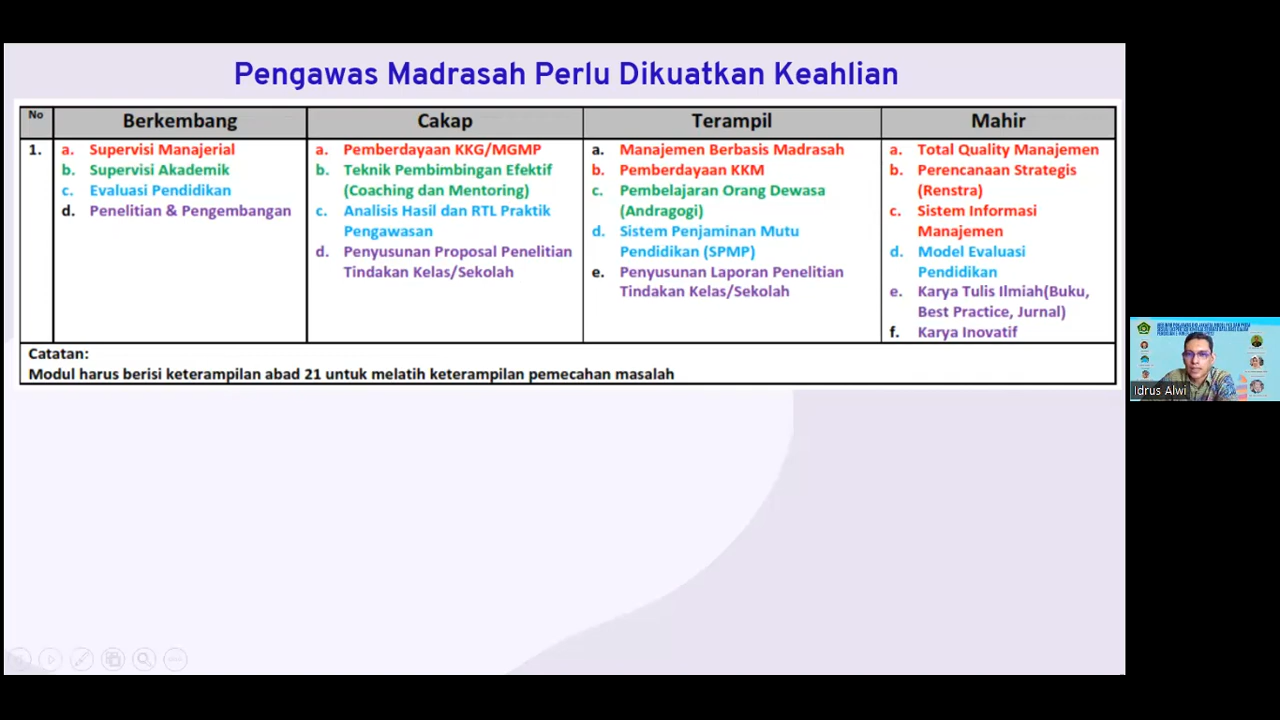 Pengawas Madrasah Perlu Dikuatkan Keahlian
No
Berkembang
Cakap
Terampil
Mahir
1.
a. Supervisi Manajerial
b. Supervisi Akademik
c. Evaluasi Pendidikan
d. Penelitian & Pengembangan
a. Pemberdayaan KKG/MGMP
b. Teknik Pembimbingan Efektif
(Coaching dan Mentoring)
c. Analisis Hasil dan RTL Praktik
Pengawasan
d. Penyusunan Proposal Penelitian
Tindakan Kelas/Sekolah
a. Manajemen Berbasis Madrasah
b. Pemberdayaan KKM
c. Pembelajaran Orang Dewasa
(Andragogi)
d. Sistem Penjaminan Mutu
Pendidikan (SPMP)
e. Penyusunan Laporan Penelitian
Tindakan Kelas/Sekolah
a. Total Quality Manajemen
b. Perencanaan Strategis
(Renstra)
c. Sistem Informasi
Manajemen
d. Model Evaluasi
Pendidikan
e. Karya Tulis Ilmiah(Buku,
Best Practice, Jurnal)
f. Karya Inovatif
Catatan:
Modul harus berisi keterampilan abad 21 untuk melatih keterampilan pemecahan masalah
Idrus Alwi